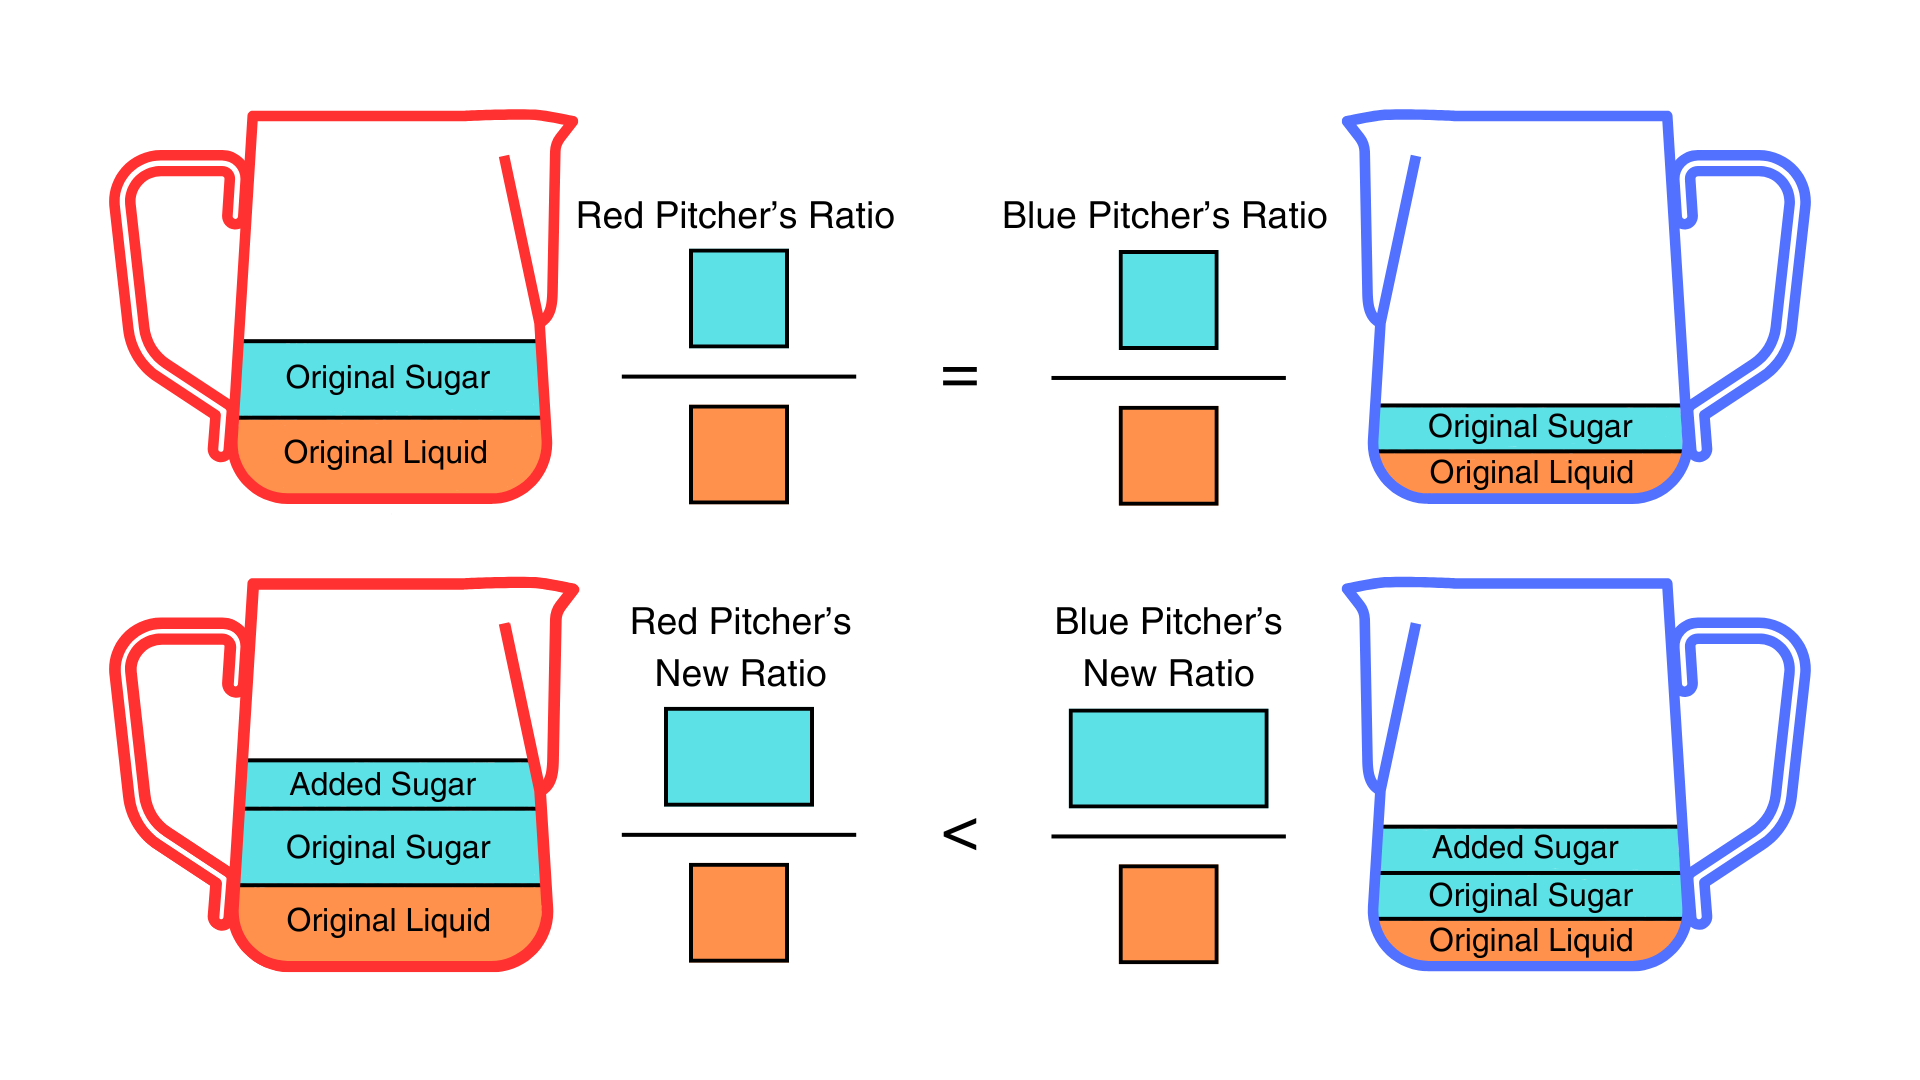 Red Pitcher’s Ratio
Blue Pitcher’s Ratio
Original Sugar
Original Liquid
=
Original Sugar
Original Liquid
Red Pitcher’s
New Ratio
Blue Pitcher’s
New Ratio
Added Sugar
Original Sugar
Original Liquid
<
Added Sugar
Original Sugar
Original Liquid